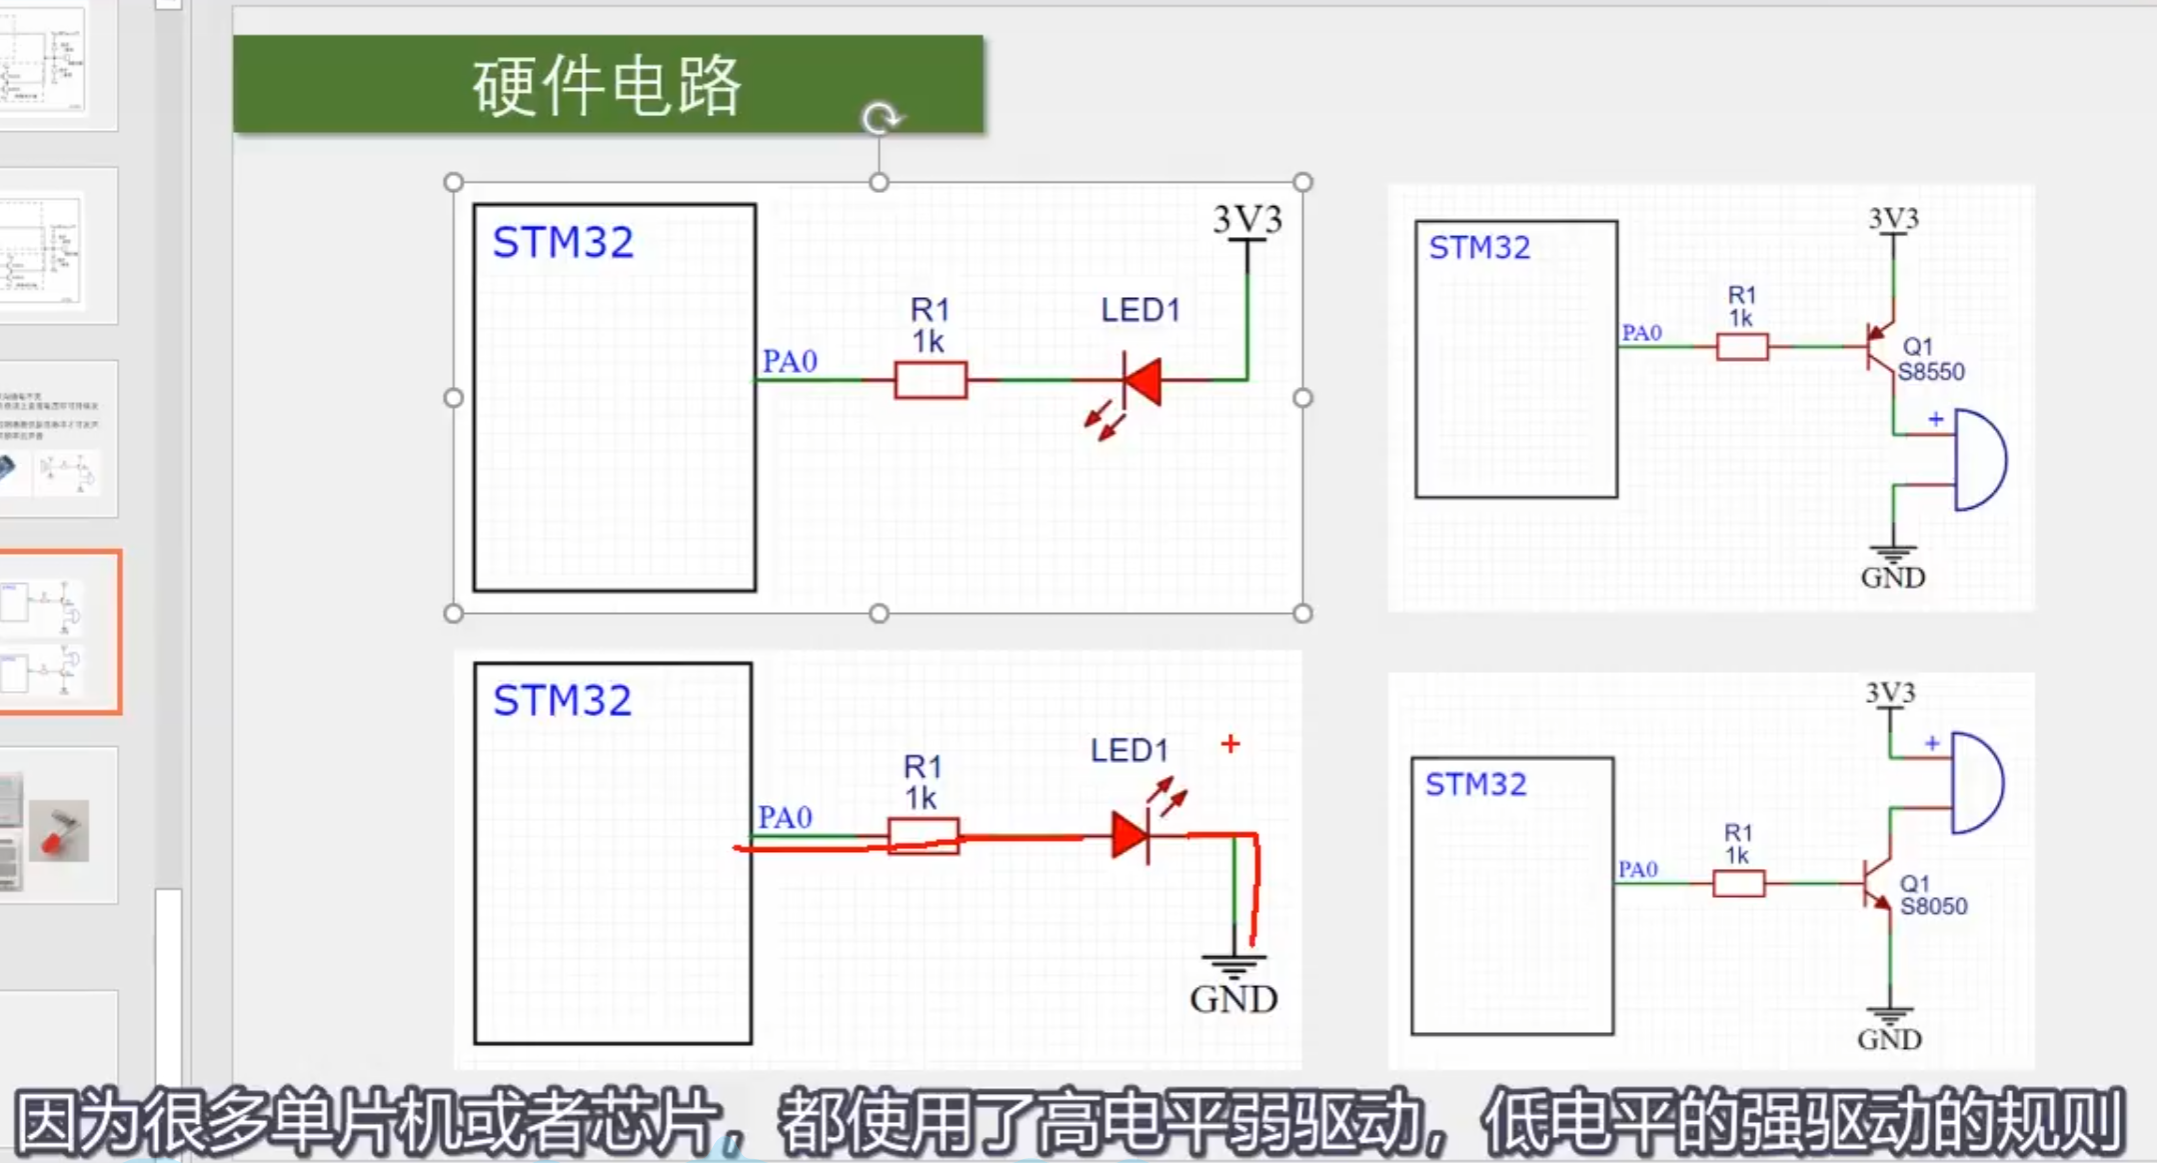 硬件电路
STM32
3V3
R1
1k
LED1
PA0
STM32
3V3
R1
1k
PA0
Q1
S8550
+
GND
STM32
LED1
R1
1k
PA0
GND
3V3
+
STM32
R1
1k
PA0
Q1
S8050
GND
因为很多单片机或者芯片，都使用了高电平弱驱动，低电平的强驱动的规则